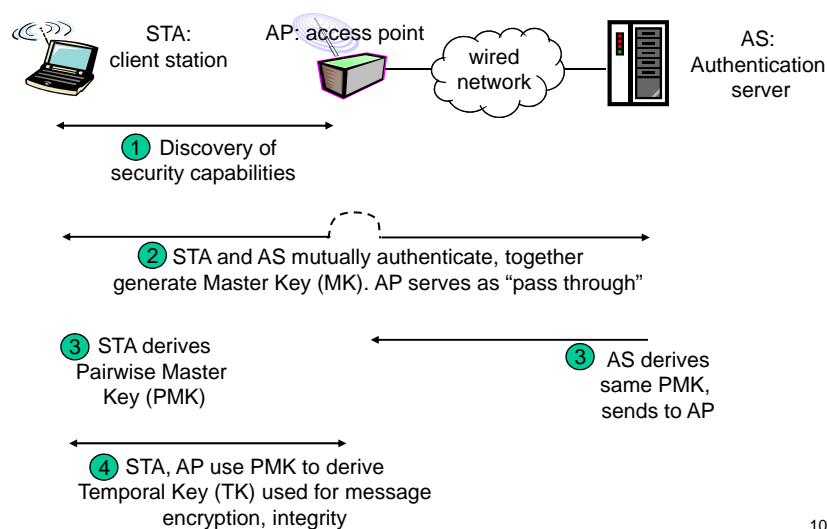 STA:
client station
AP: access point
wired
network
AS:
Authentication
server
1 Discovery of
security capabilities
2 STA and AS mutually authenticate, together
generate Master Key (MK). AP serves as “pass through”
3 STA derives
Pairwise Master
Key (PMK)
3 AS derives
same PMK,
sends to AP
4 STA, AP use PMK to derive
Temporal Key (TK) used for message
encryption, integrity
10